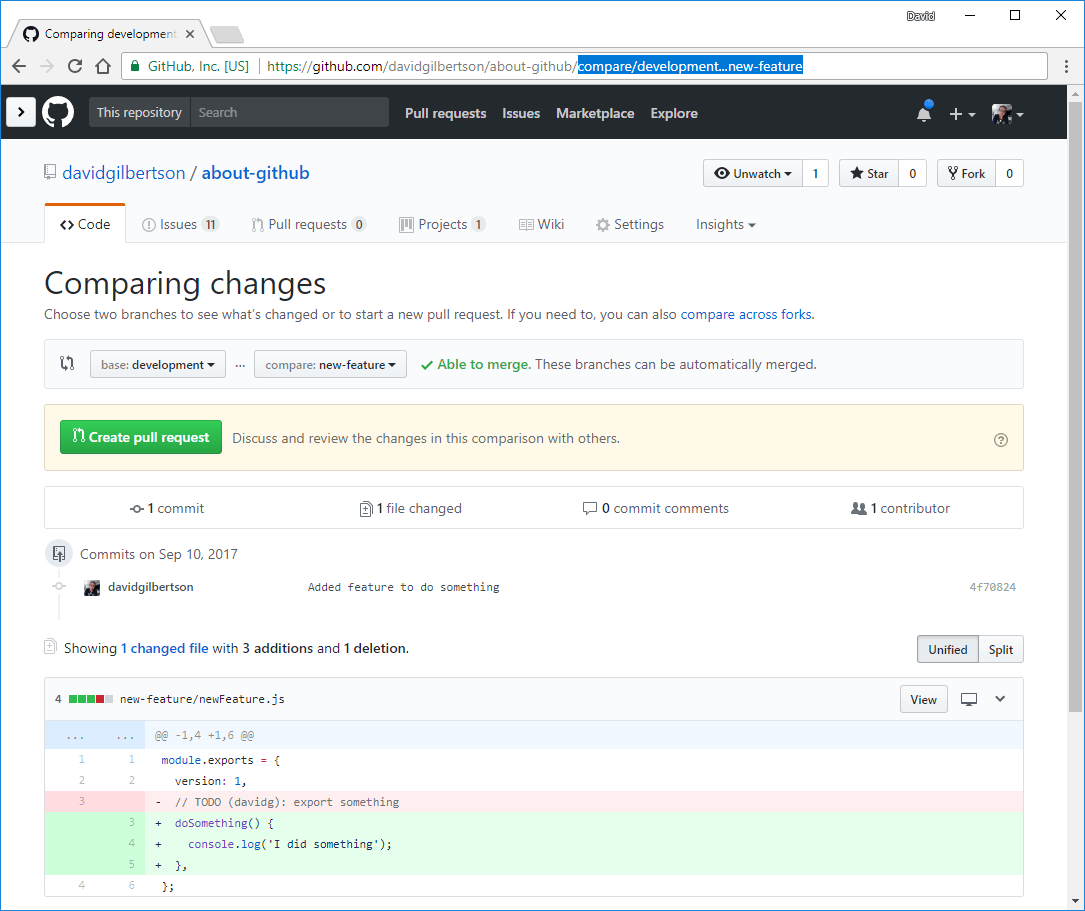 David
Comparing development
GitHub, Inc. [US] https://github.com/davidgilbertson/about-github/compare/development...new-feature
This repository Search Pull requests Issues Marketplace Explore
davidgilbertson / about-github Unwatch 1 Star 0 Fork 0
Code Issues 11 Pull requests 0 Projects 1 Wiki Settings Insights
Comparing changes
Choose two branches to see what's changed or to start a new pull request. If you need to, you can also compare across forks.
base: development ... compare: new-feature Able to merge. These branches can be automatically merged.
Create pull request Discuss and review the changes in this comparison with others.
1 commit 1 file changed 0 commit comments 1 contributor
Commits on Sep 10, 2017
davidgilbertson Added feature to do something 4f70824
Showing 1 changed file with 3 additions and 1 deletion. Unified Split
4 new-feature/newFeature.js View
... ... @@ -1,4 +1,6 @@
1 1 module.exports = {
2 2 version: 1,
3 - // TODO (davidg): export something
3 + doSomething() {
4 + console.log('I did something');
5 + },
4 6 };